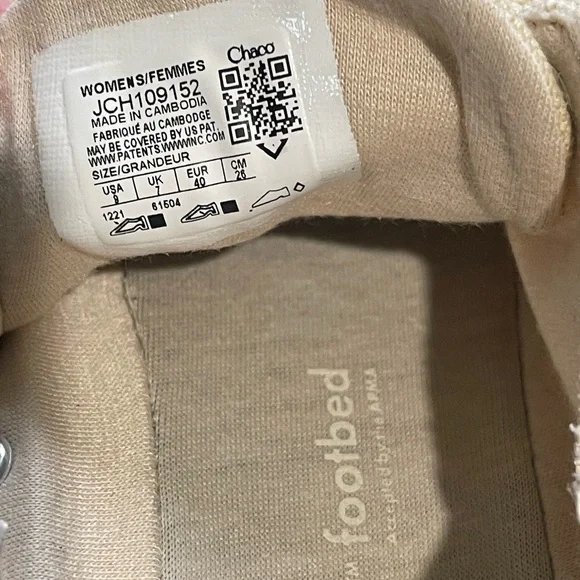 Chaco
WOMENS/FEMMES
JCH109152
MADE IN CAMBODIA
FABRIQUÉ AU CAMBODGE
MAY BE COVERED BY US PAT.
WWW.PATENTS.WWWINC.COM
SIZE/GRANDEUR
USA UK EUR CM
9 7 40 26
1221 61504
footbed
Accepted by the APMA